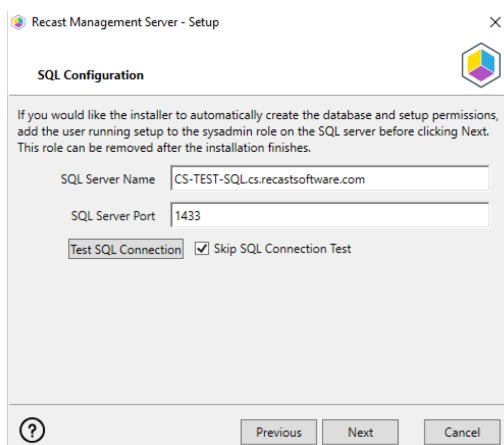 Recast Management Server - Setup
SQL Configuration
If you would like the installer to automatically create the database and setup permissions,
add the user running setup to the sysadmin role on the SQL server before clicking Next.
This role can be removed after the installation finishes.
SQL Server Name CS-TEST-SQL.cs.recastsoftware.com
SQL Server Port 1433
Test SQL Connection Skip SQL Connection Test
? Previous Next Cancel